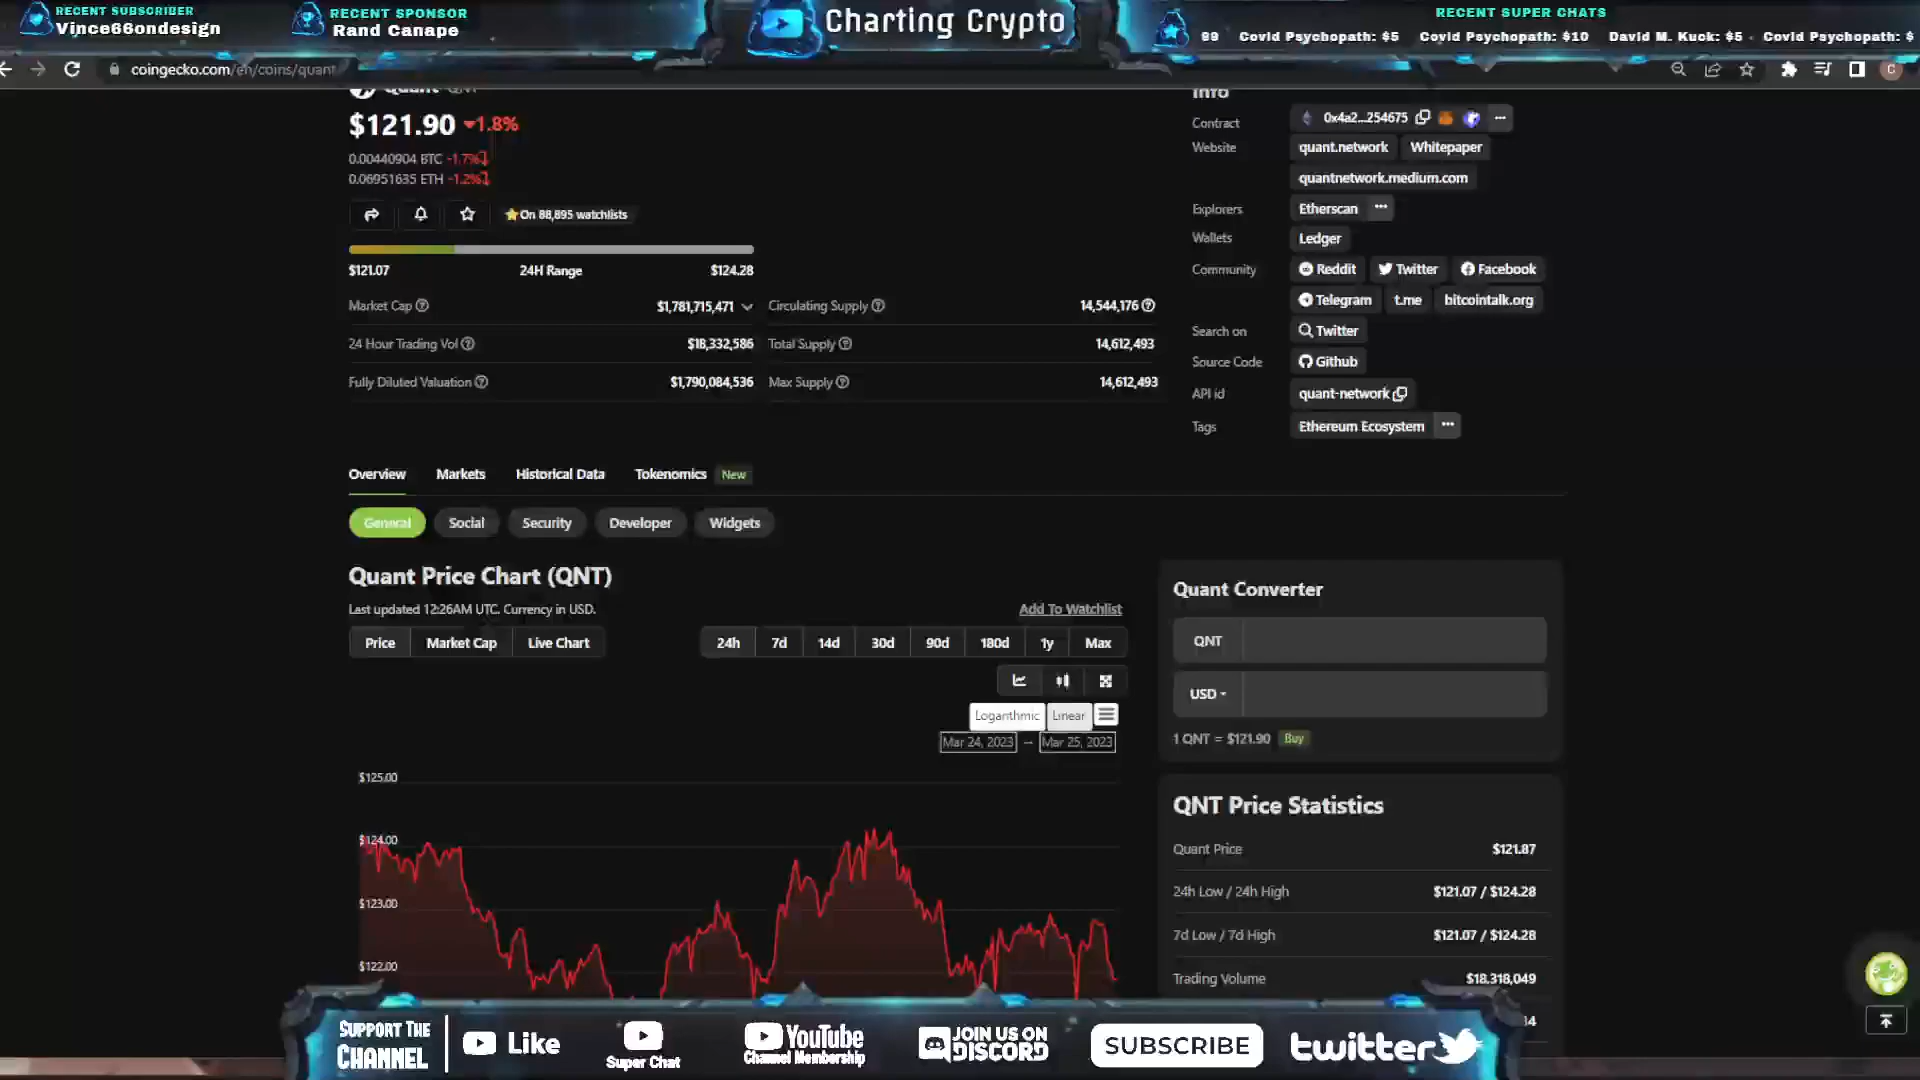 RECENT SUBSCRIBER
Vince66ondesign
RECENT SPONSOR
Rand Canape
Charting Crypto
RECENT SUPER CHATS
99 Covid Psychopath: $5 Covid Psychopath: $10 David M. Kuck: $5 - Covid Psychopath: $
coingecko.com/en/coins/quant
C
Quant QNT
$121.90 1.8%
0.00440904 BTC -1.7%
0.06951635 ETH -1.2%
On 88,895 watchlists
$121.07 24H Range $124.28
Market Cap $1,781,715,471
Circulating Supply 14,544,176
24 Hour Trading Vol $18,332,586
Total Supply 14,612,493
Fully Diluted Valuation $1,790,084,536
Max Supply 14,612,493
Info
Contract 0x4a2...254675
Website quant.network Whitepaper
quantnetwork.medium.com
Explorers Etherscan
Wallets Ledger
Community Reddit Twitter Facebook
Telegram t.me bitcointalk.org
Search on Twitter
Source Code Github
API id quant-network
Tags Ethereum Ecosystem
Overview Markets Historical Data Tokenomics New
General Social Security Developer Widgets
Quant Price Chart (QNT)
Last updated 12:26AM UTC. Currency in USD.
Add To Watchlist
Price Market Cap Live Chart
24h 7d 14d 30d 90d 180d 1y Max
Logarithmic Linear
Mar 24, 2023 → Mar 25, 2023
$125.00
$124.00
$123.00
$122.00
Quant Converter
QNT
USD
1 QNT = $121.90 Buy
QNT Price Statistics
Quant Price $121.87
24h Low / 24h High $121.07 / $124.28
7d Low / 7d High $121.07 / $124.28
Trading Volume $18,318,049
14
SUPPORT THE
CHANNEL
Like
Super Chat
YouTube
Channel Membership
JOIN US ON
DISCORD
SUBSCRIBE
twitter